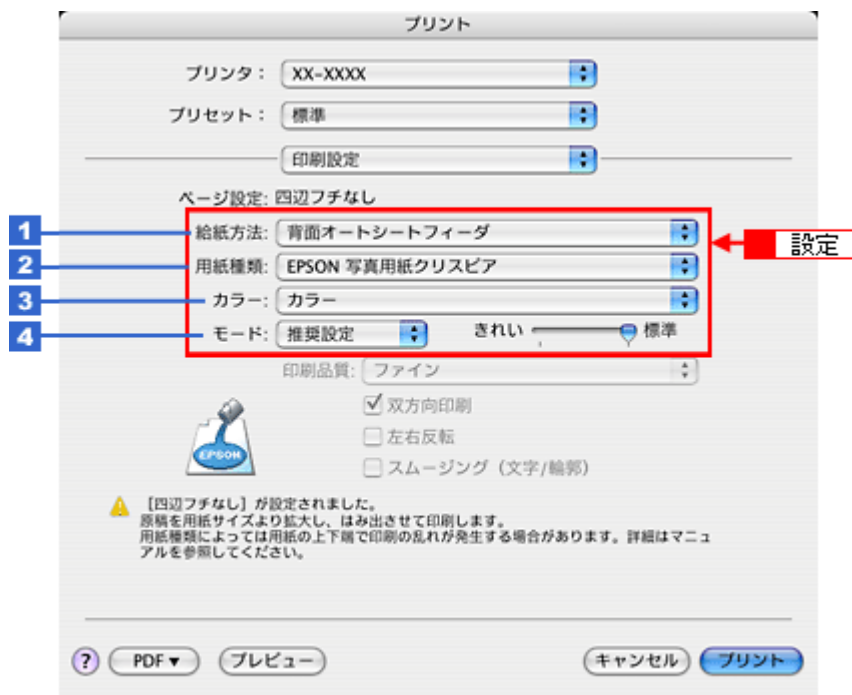 プリント
プリンタ： XX-XXXX
プリセット： 標準
印刷設定
ページ設定: 四辺フチなし
1 給紙方法: 背面オートシートフィーダ
設定
2 用紙種類: EPSON 写真用紙クリスピア
3 カラー: カラー
4 モード: 推奨設定 きれい 標準
印刷品質: ファイン
双方向印刷
左右反転
スムージング（文字/輪郭）
EPSON
［四辺フチなし］が設定されました。
原稿を用紙サイズより拡大し、はみ出させて印刷します。
用紙種類によっては用紙の上下端で印刷の乱れが発生する場合があります。詳細はマニュ
アルを参照してください。
? PDF▼ プレビュー キャンセル プリント